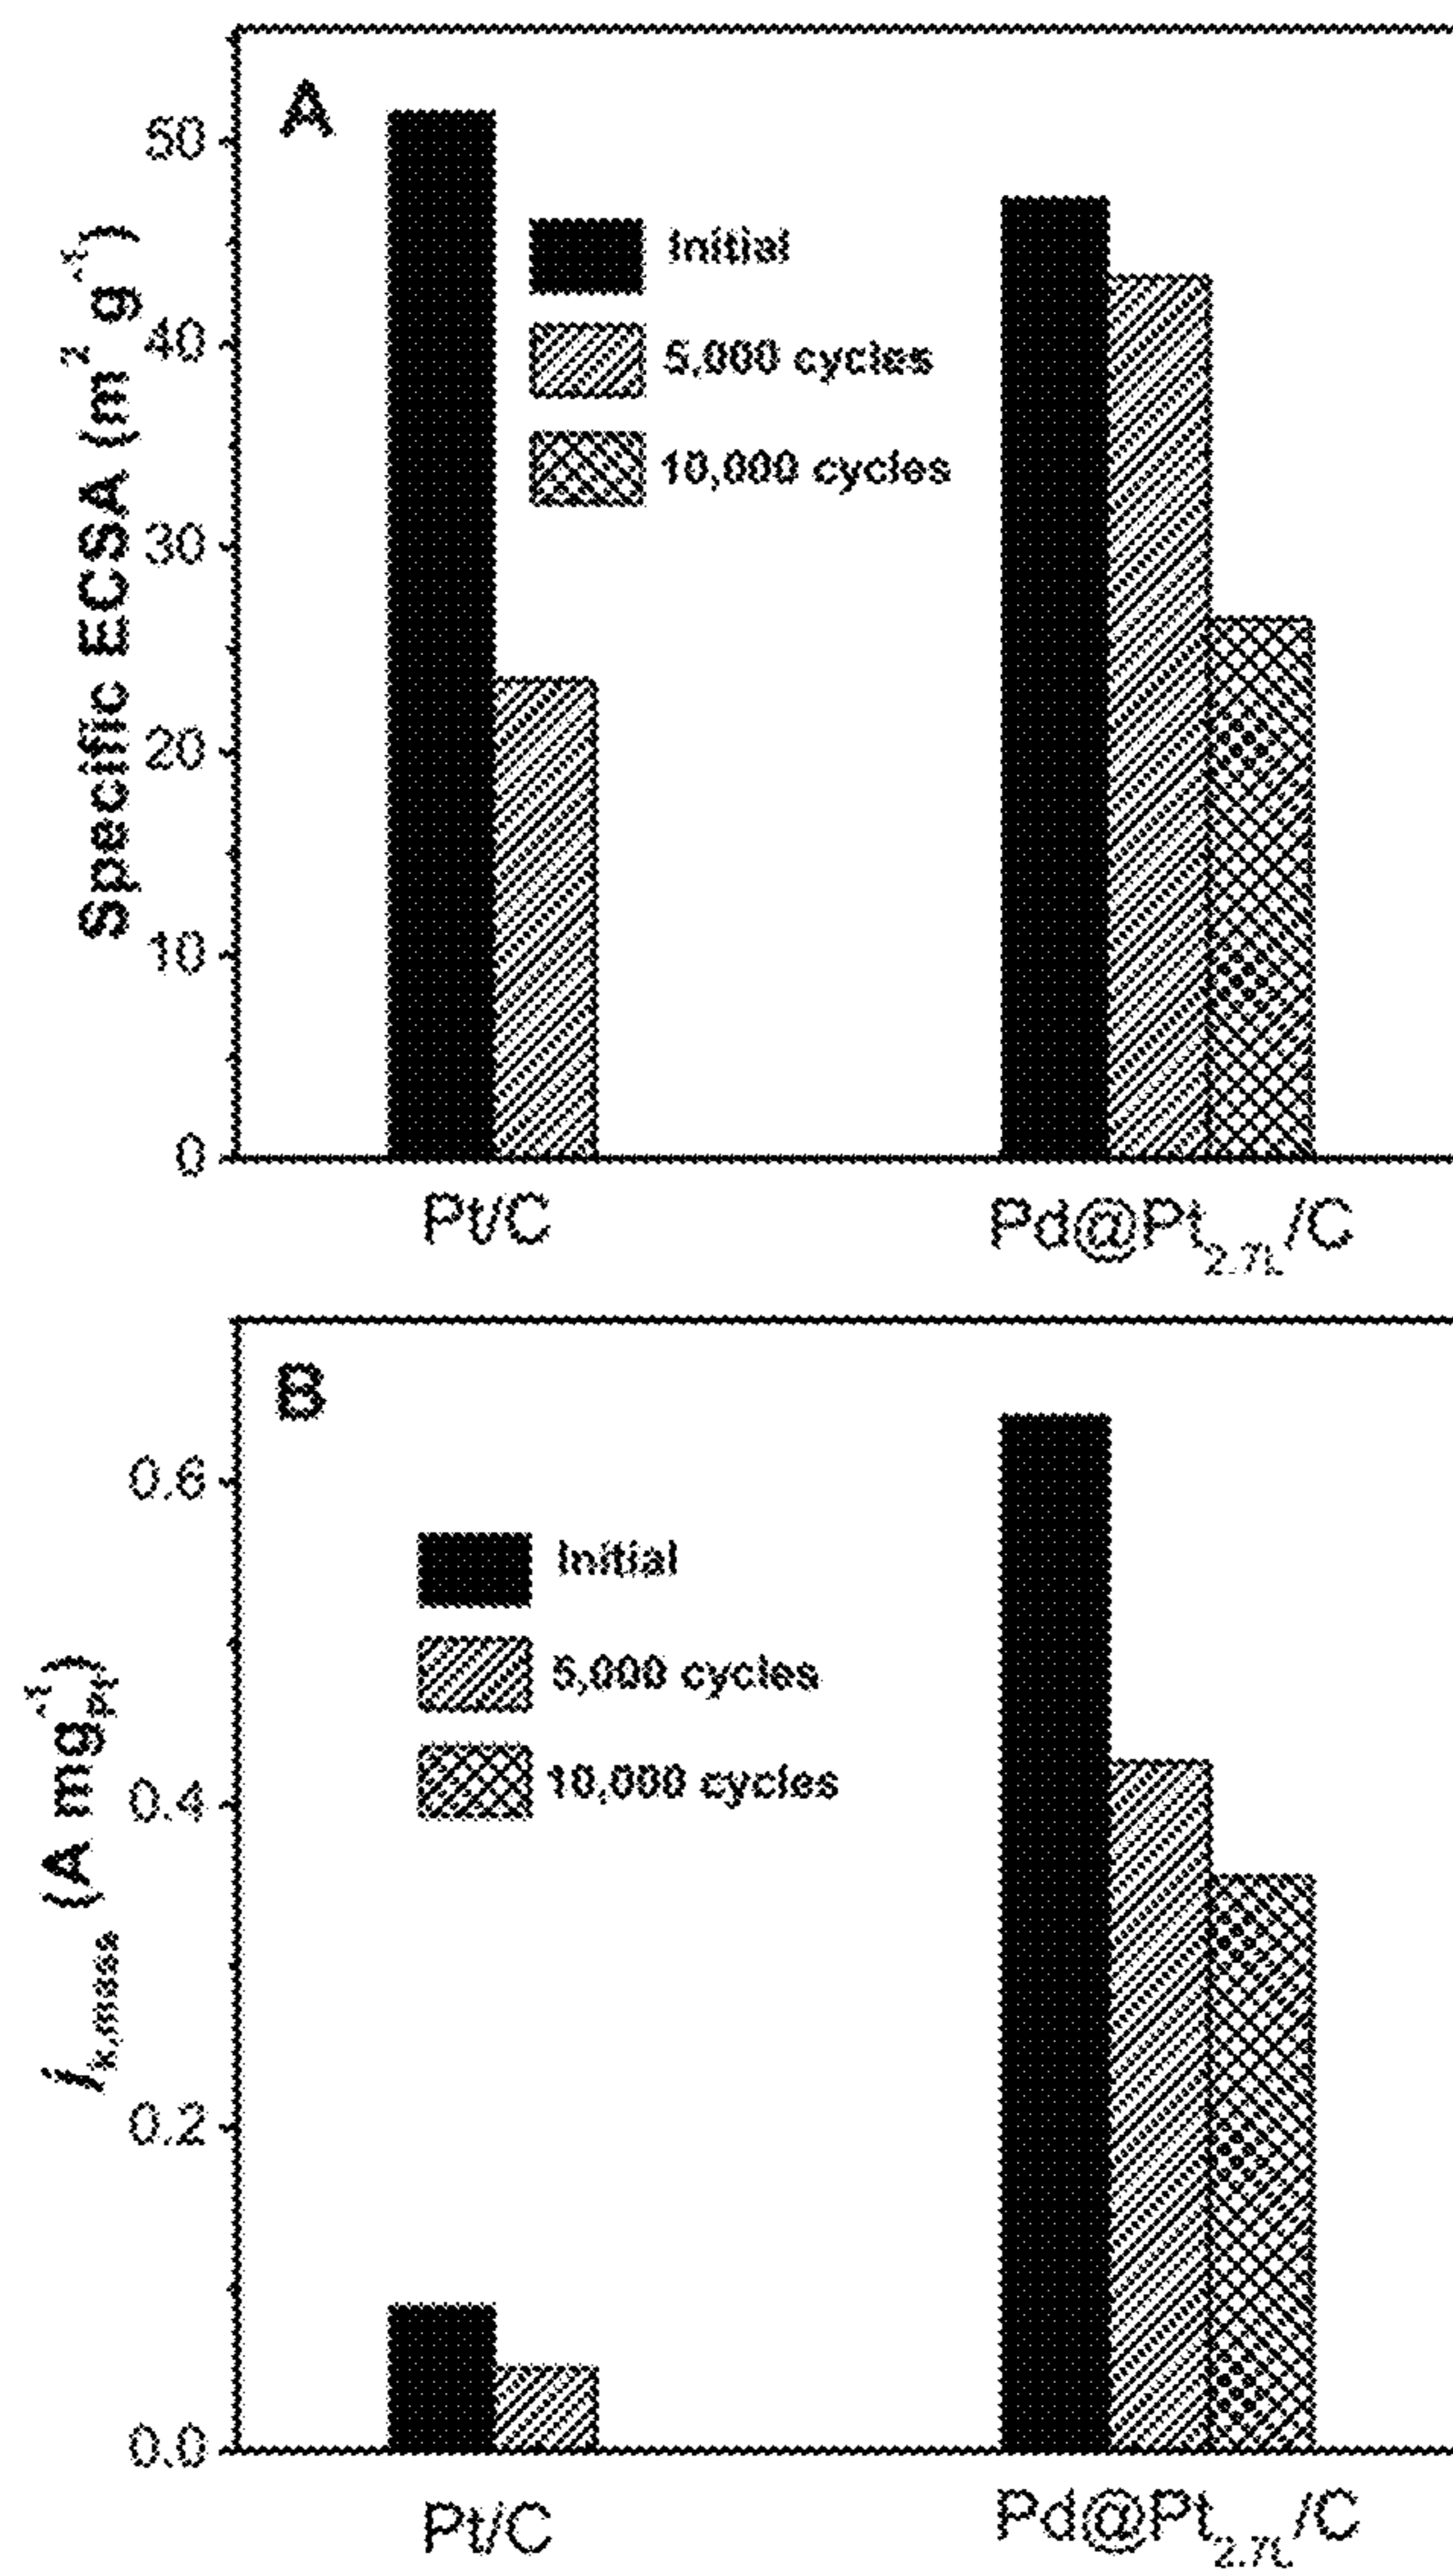 A
50
40
30
20
10
0
Specific ECSA (m² g⁻¹)
Initial
5,000 cycles
10,000 cycles
Pt/C
Pd@Pt₂.₇L/C
B
0.6
0.4
0.2
0.0
jk,mass (A mgPt⁻¹)
Initial
5,000 cycles
10,000 cycles
Pt/C
Pd@Pt₂.₇L/C